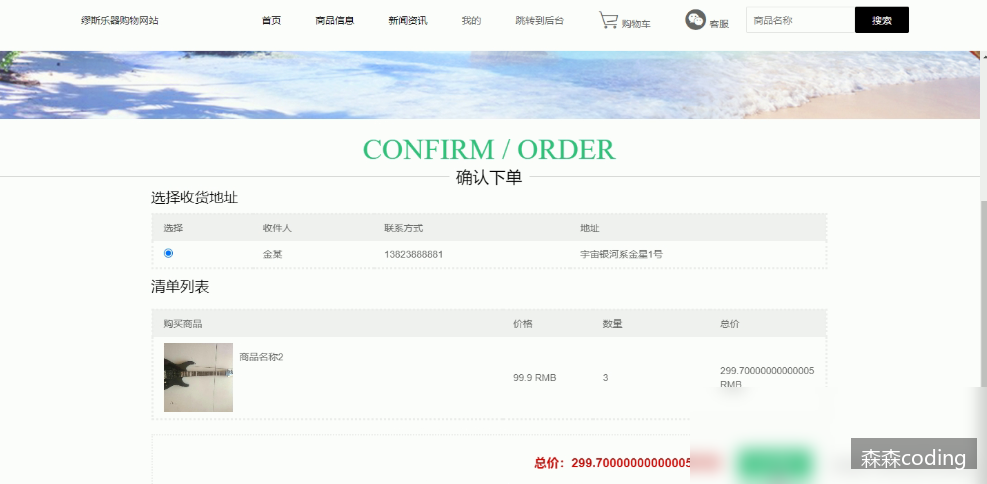 缪斯乐器购物网站 首页 商品信息 新闻资讯 我的 跳转到后台 购物车 客服 商品名称 搜索
CONFIRM / ORDER
确认下单
选择收货地址
选择 收件人 联系方式 地址
金某 13823888881 宇宙银河系金星1号
清单列表
购买商品 价格 数量 总价
商品名称2
99.9 RMB 3 299.70000000000005 RMB
总价：299.70000000000005
森森coding